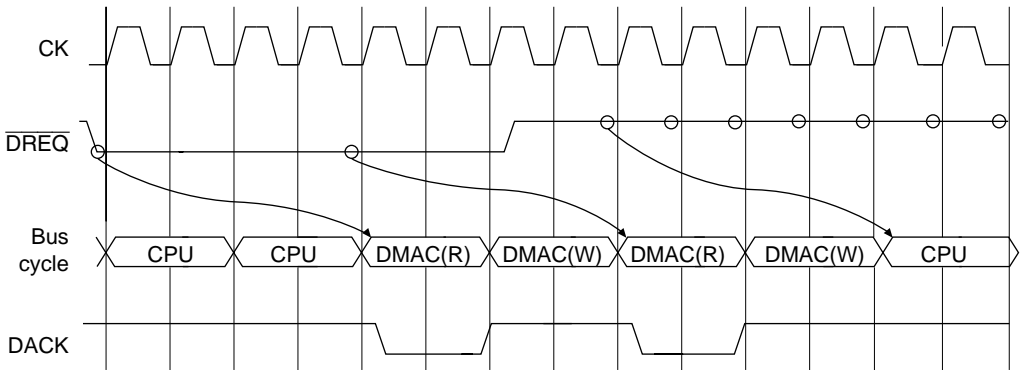 CK
DREQ
Bus cycle
CPU CPU DMAC(R) DMAC(W) DMAC(R) DMAC(W) CPU
DACK